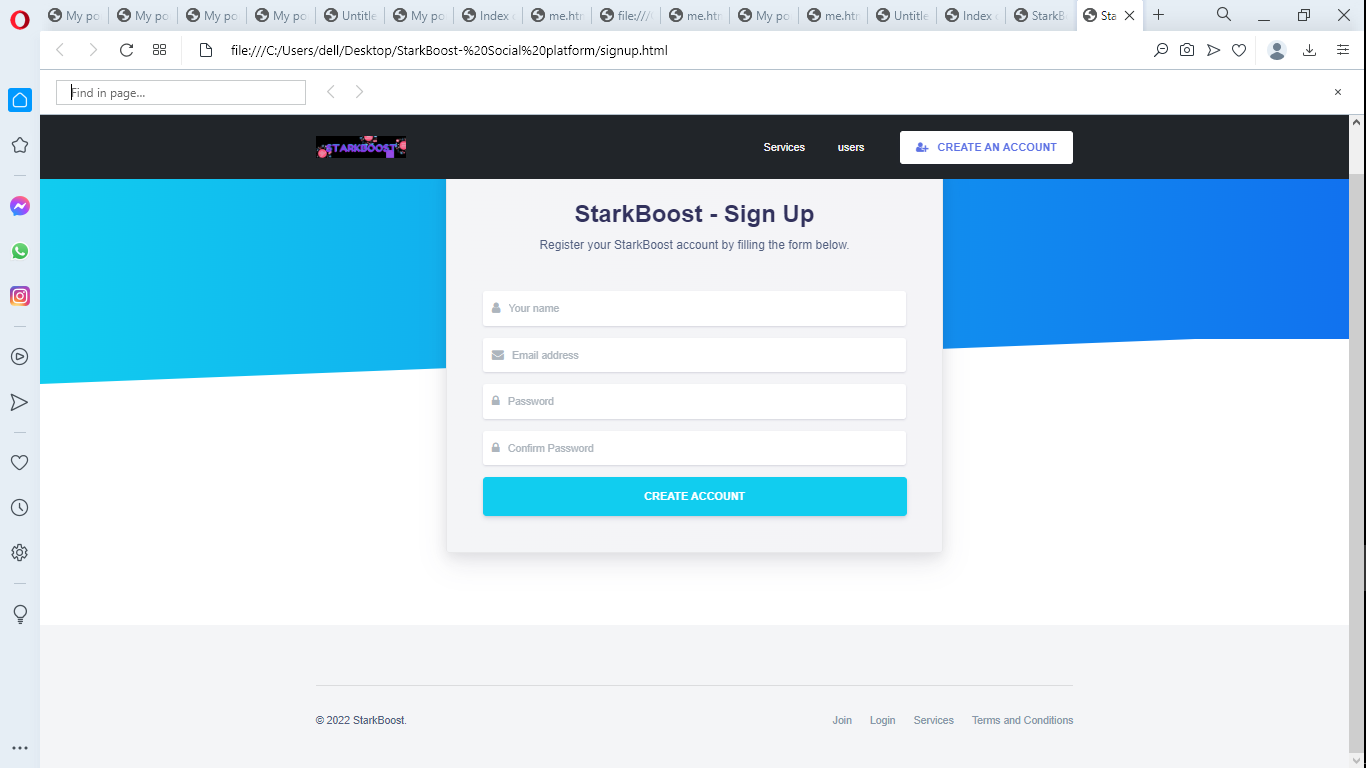 My po
My po
My po
My po
Untitle
My po
Index
me.htm
file:///
me.htm
My po
me.htm
Untitle
Index
StarkB
Sta
file:///C:/Users/dell/Desktop/StarkBoost-%20Social%20platform/signup.html
Find in page...
STARKBOOST
Services
users
CREATE AN ACCOUNT
StarkBoost - Sign Up
Register your StarkBoost account by filling the form below.
Your name
Email address
Password
Confirm Password
CREATE ACCOUNT
© 2022 StarkBoost.
Join
Login
Services
Terms and Conditions